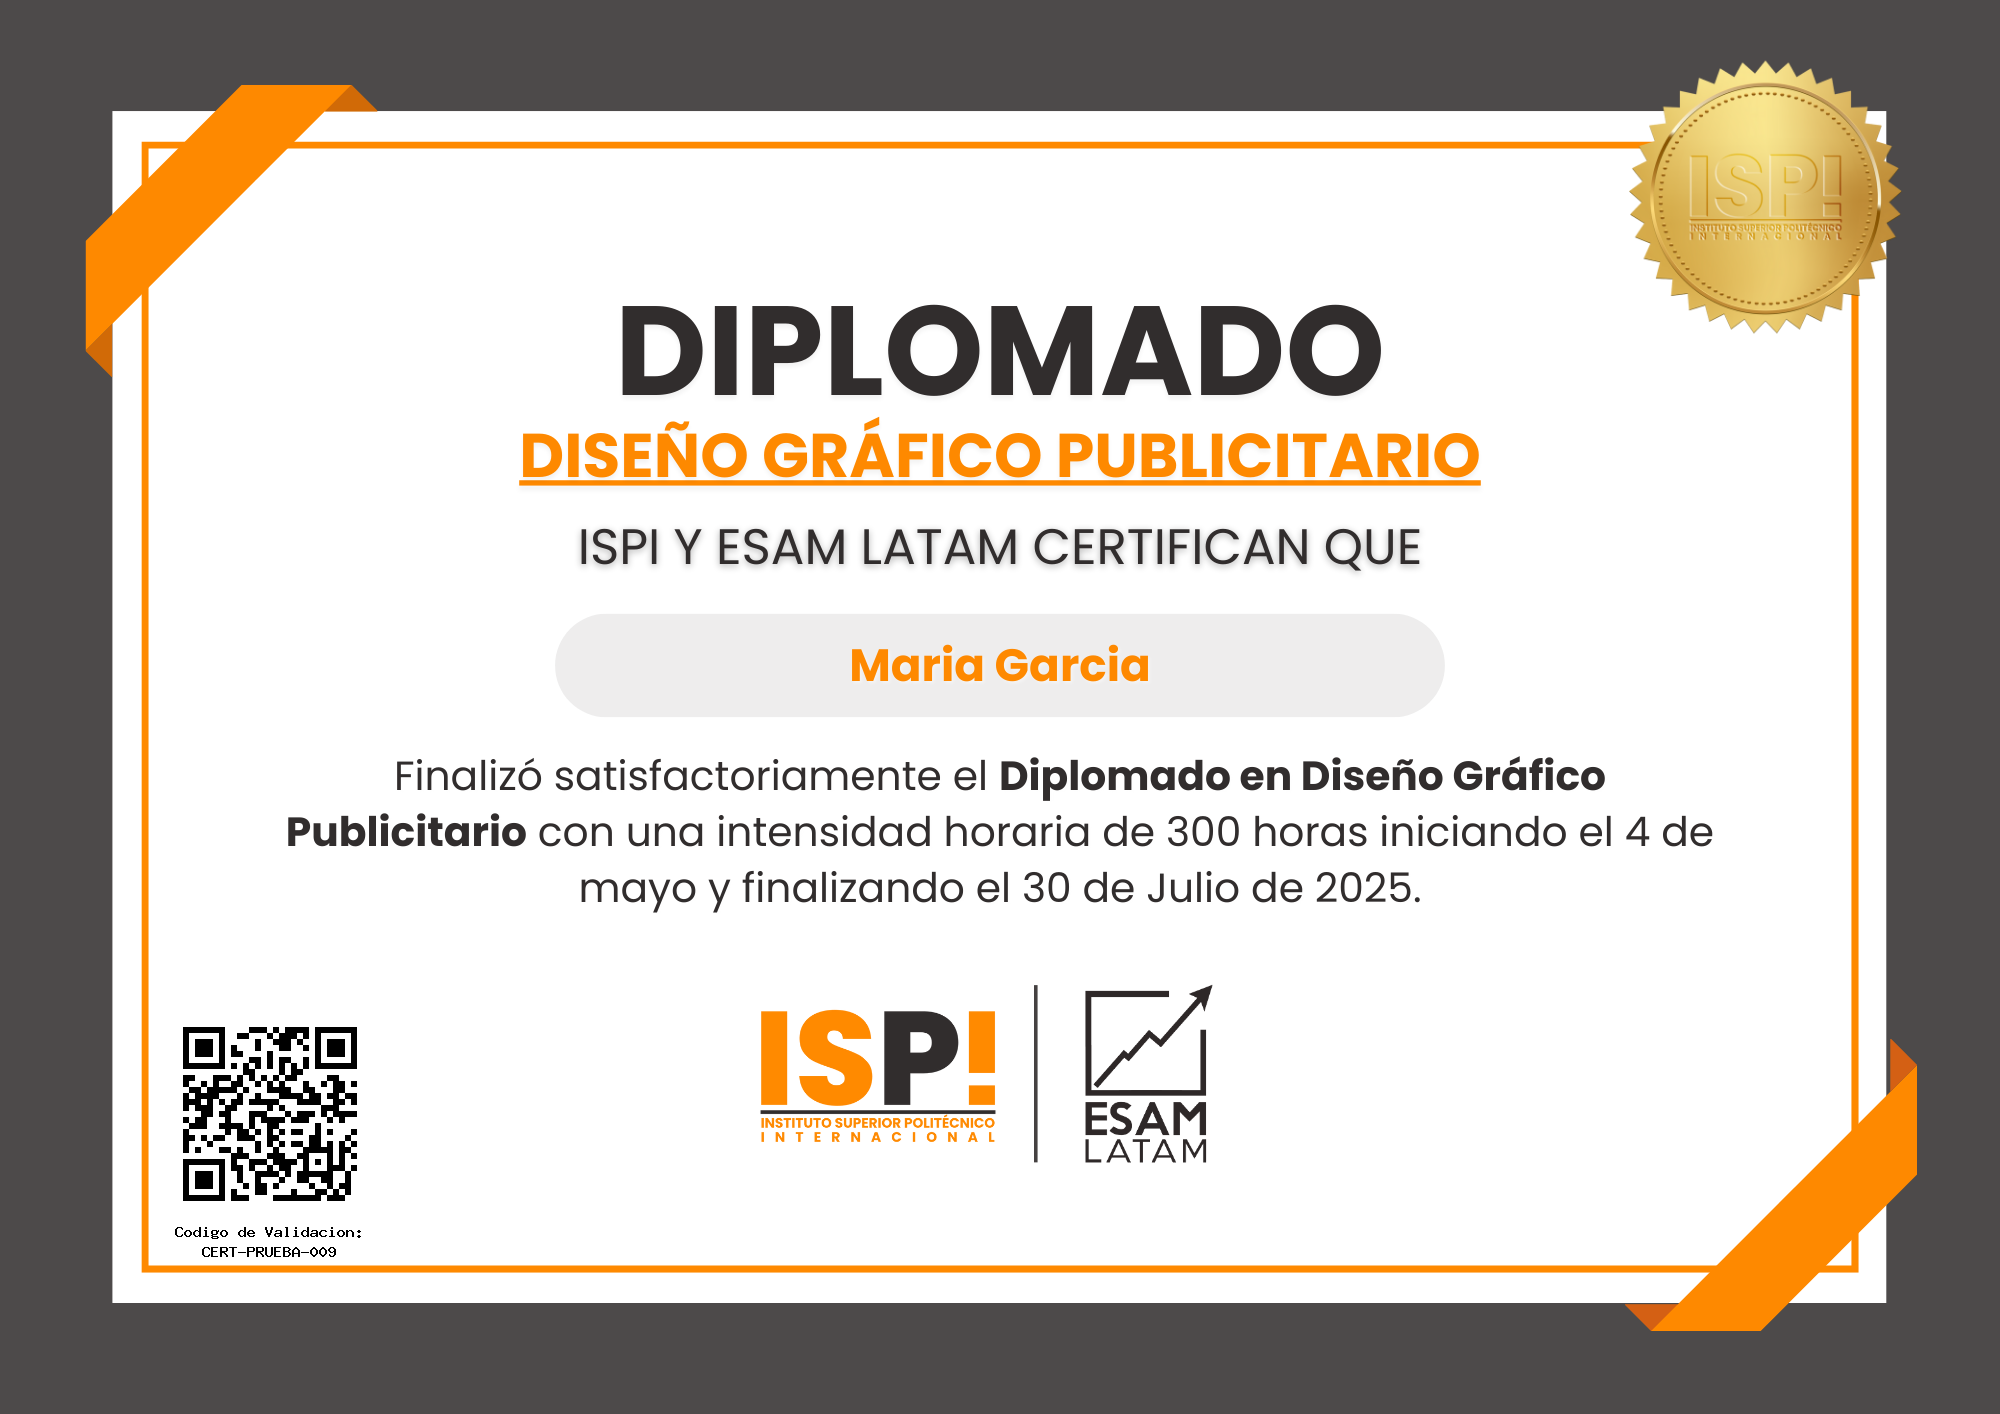 ISP!
INSTITUTO SUPERIOR POLITÉCNICO
INTERNACIONAL
DIPLOMADO
DISEÑO GRÁFICO PUBLICITARIO
ISPI Y ESAM LATAM CERTIFICAN QUE
Maria Garcia
Finalizó satisfactoriamente el Diplomado en Diseño Gráfico
Publicitario con una intensidad horaria de 300 horas iniciando el 4 de
mayo y finalizando el 30 de Julio de 2025.
ISP!
INSTITUTO SUPERIOR POLITÉCNICO
INTERNACIONAL
ESAM
LATAM
Codigo de Validacion:
CERT-PRUEBA-009